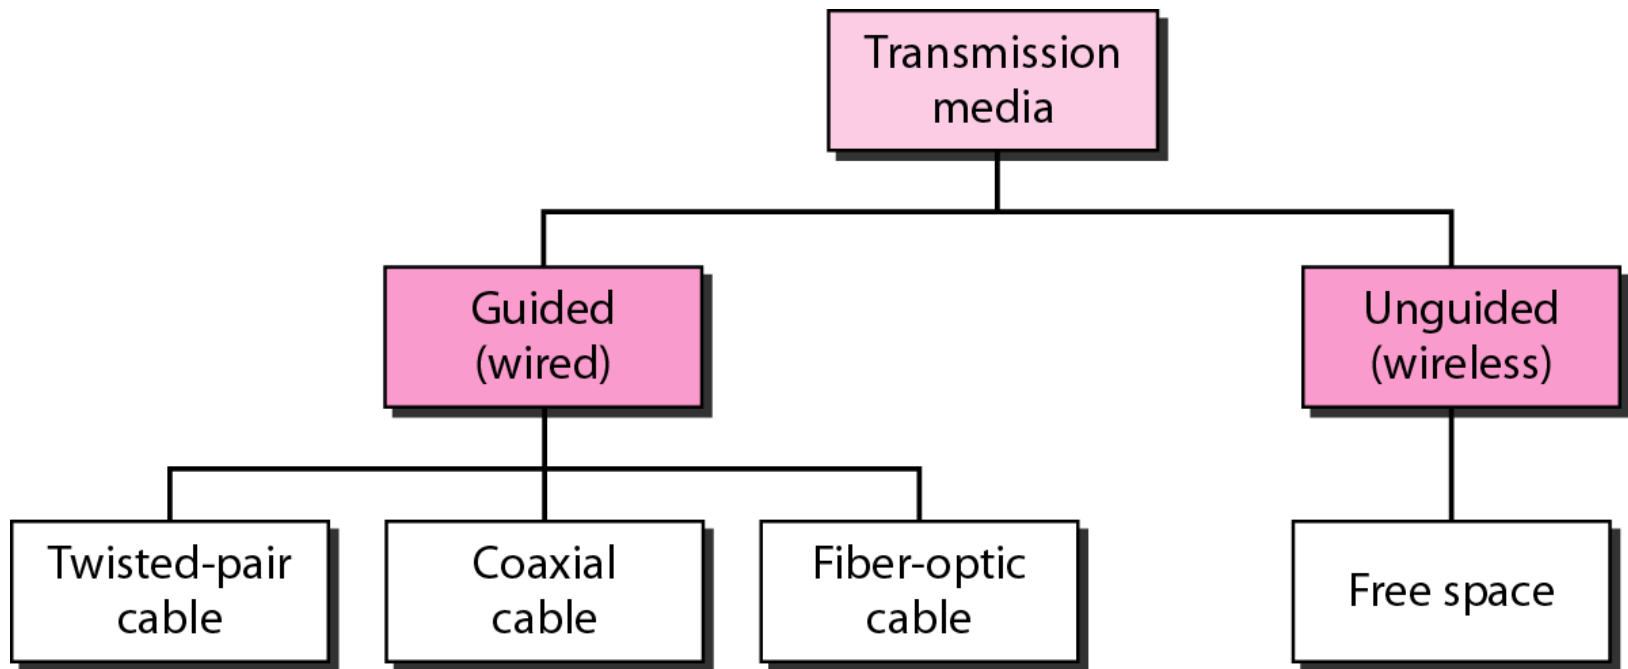 Transmission
media
Guided
(wired)
Unguided
(wireless)
Twisted-pair
cable
Coaxial
cable
Fiber-optic
cable
Free space